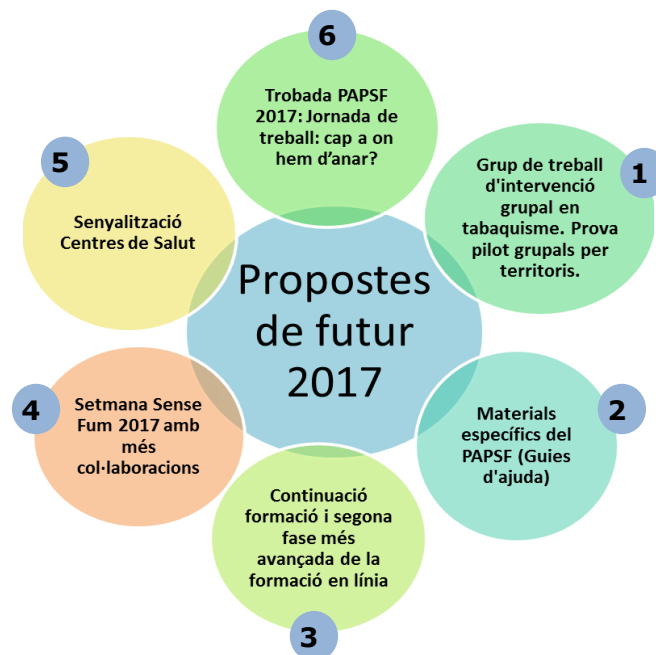 Propostes
de futur
2017
1
Grup de treball
d'intervenció
grupal en
tabaquisme. Prova
pilot grupals per
territoris.
2
Materials
específics del
PAPSF (Guies
d'ajuda)
3
Continuació
formació i segona
fase més
avançada de la
formació en línia
4
Setmana Sense
Fum 2017 amb
més
col·laboracions
5
Senyalització
Centres de Salut
6
Trobada PAPSF
2017: Jornada de
treball: cap a on
hem d’anar?